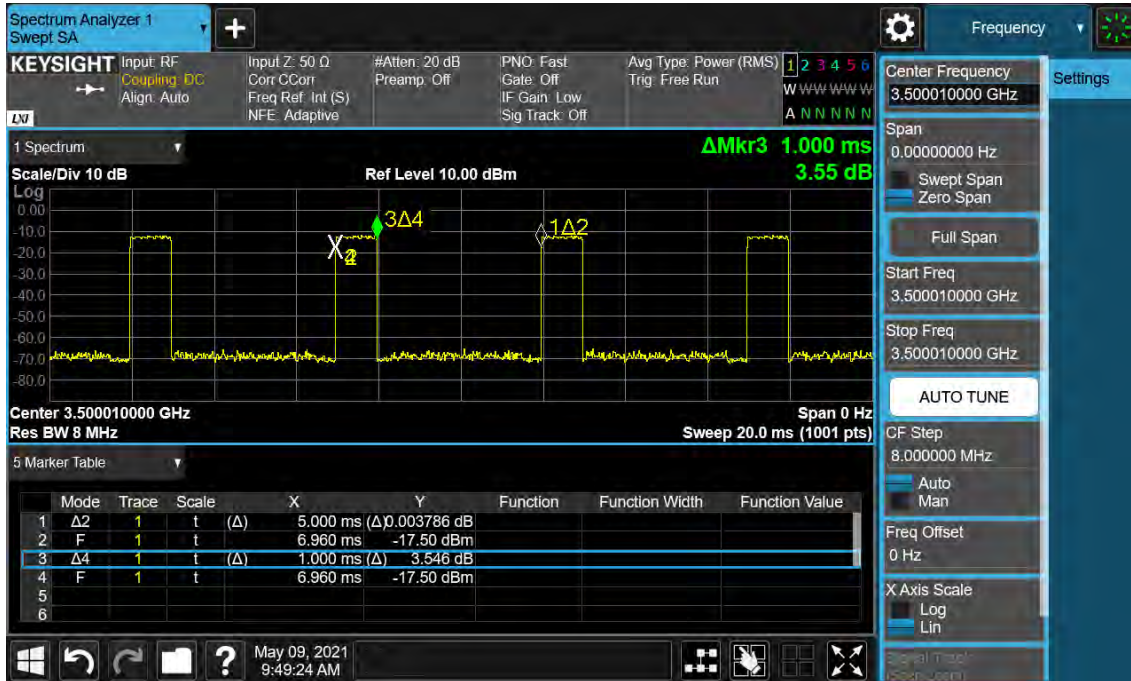 Spectrum Analyzer 1
Swept SA
+
Frequency
KEYSIGHT
LXI
Input: RF
Coupling: DC
Align: Auto
Input Z: 50 Ω
Corr CCorr
Freq Ref: Int (S)
NFE: Adaptive
#Atten: 20 dB
Preamp: Off
PNO: Fast
Gate: Off
IF Gain: Low
Sig Track: Off
Avg Type: Power (RMS)
Trig: Free Run
1 2 3 4 5 6
W W W W W W
A N N N N N
1 Spectrum
ΔMkr3 1.000 ms
3.55 dB
Scale/Div 10 dB
Ref Level 10.00 dBm
Log
0.00
-10.0
-20.0
-30.0
-40.0
-50.0
-60.0
-70.0
-80.0
3Δ4
1Δ2
Center 3.500010000 GHz
Span 0 Hz
Res BW 8 MHz
Sweep 20.0 ms (1001 pts)
5 Marker Table
Mode Trace Scale X Y Function Function Width Function Value
1 Δ2 1 t (Δ) 5.000 ms (Δ) 0.003786 dB
2 F 1 t 6.960 ms -17.50 dBm
3 Δ4 1 t (Δ) 1.000 ms (Δ) 3.546 dB
4 F 1 t 6.960 ms -17.50 dBm
5
6
?
May 09, 2021
9:49:24 AM
Center Frequency
3.500010000 GHz
Settings
Span
0.00000000 Hz
Swept Span
Zero Span
Full Span
Start Freq
3.500010000 GHz
Stop Freq
3.500010000 GHz
AUTO TUNE
CF Step
8.000000 MHz
Auto
Man
Freq Offset
0 Hz
X Axis Scale
Log
Lin
Signal Track